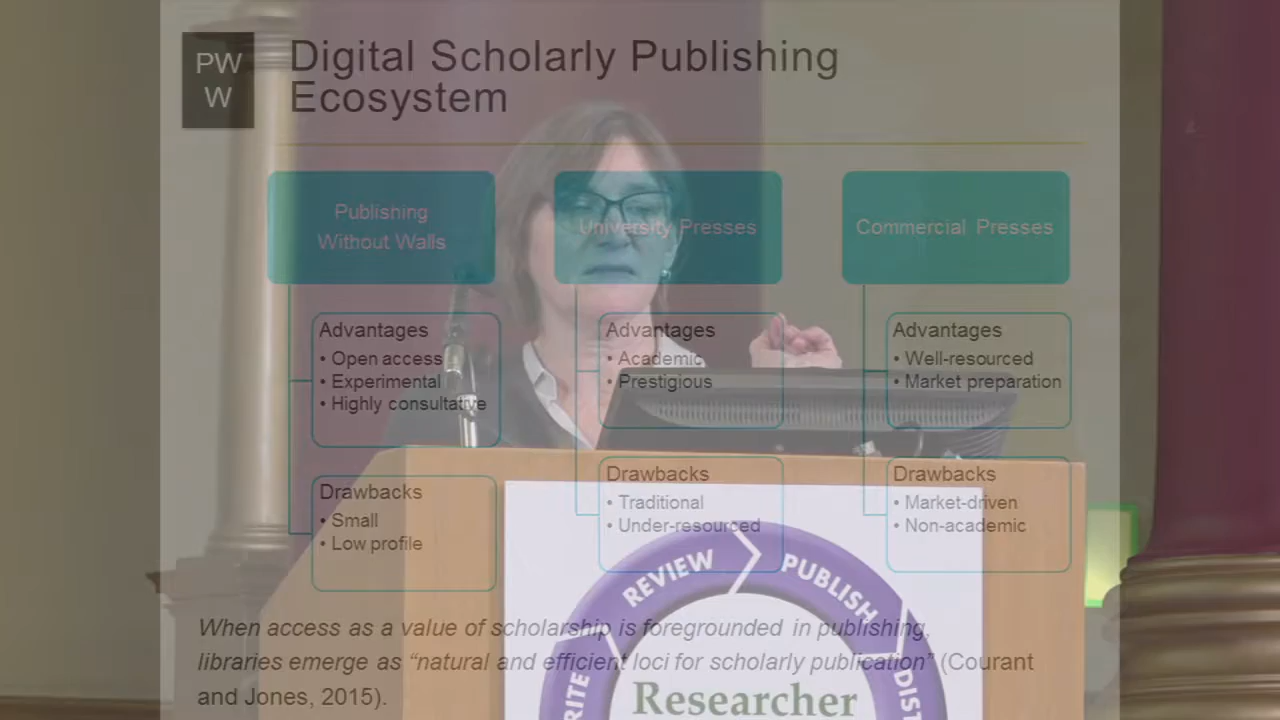 PW
W
Digital Scholarly Publishing
Ecosystem
Publishing
Without Walls
University Presses
Commercial Presses
Advantages
• Open access
• Experimental
• Highly consultative
Drawbacks
• Small
• Low profile
Advantages
• Academic
• Prestigious
Drawbacks
• Traditional
• Under-resourced
Advantages
• Well-resourced
• Market preparation
Drawbacks
• Market-driven
• Non-academic
When access as a value of scholarship is foregrounded in publishing,
libraries emerge as “natural and efficient loci for scholarly publication” (Courant
and Jones, 2015).
REVIEW
PUBLISH
Researcher